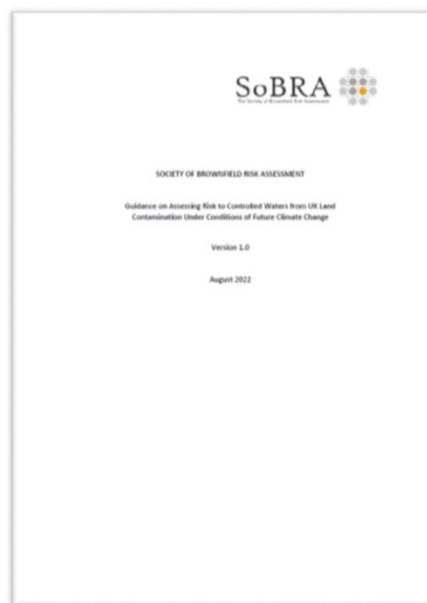 SoBRA
The Society of Brownfield Risk Assessment
SOCIETY OF BROWNFIELD RISK ASSESSMENT
Guidance on Assessing Risk to Controlled Waters from UK Land
Contamination Under Conditions of Future Climate Change
Version 1.0
August 2022